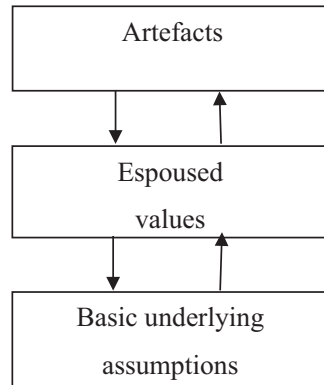 Artefacts
Espoused
values
Basic underlying
assumptions